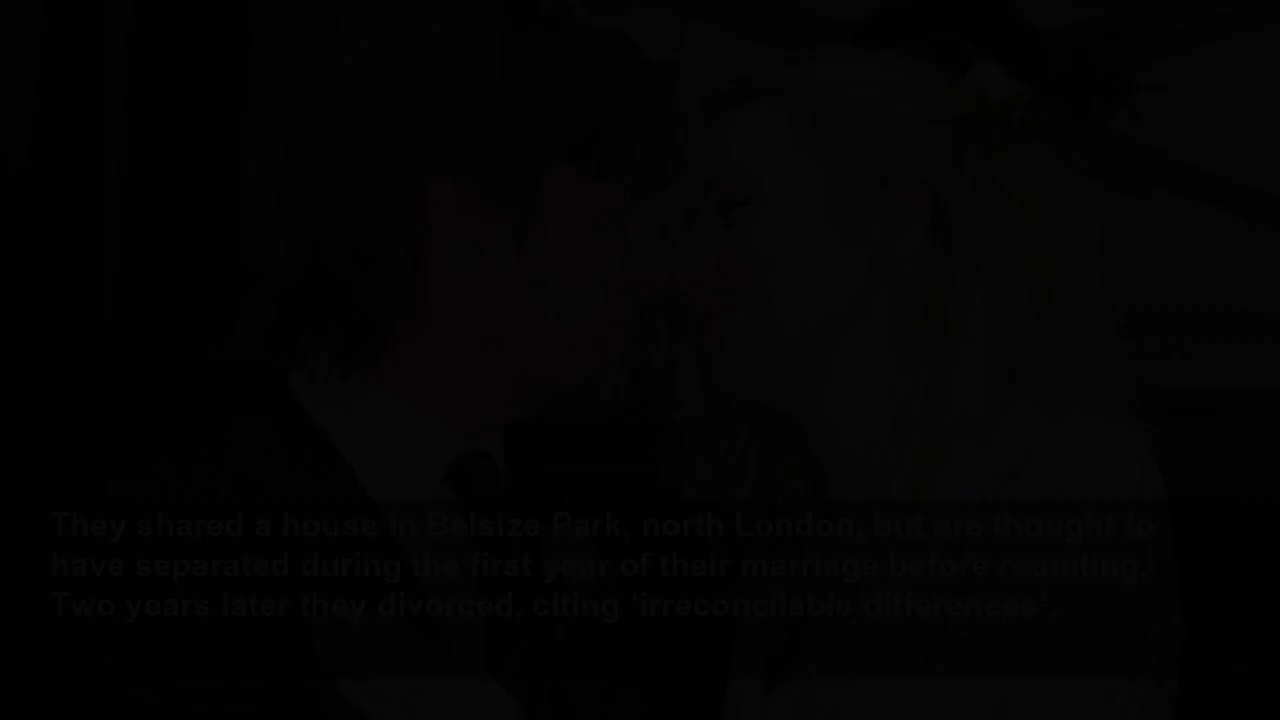 They shared a house in Belsize Park, north London, but are thought to
have separated during the first year of their marriage before reuniting.
Two years later they divorced, citing ‘irreconcilable differences’.